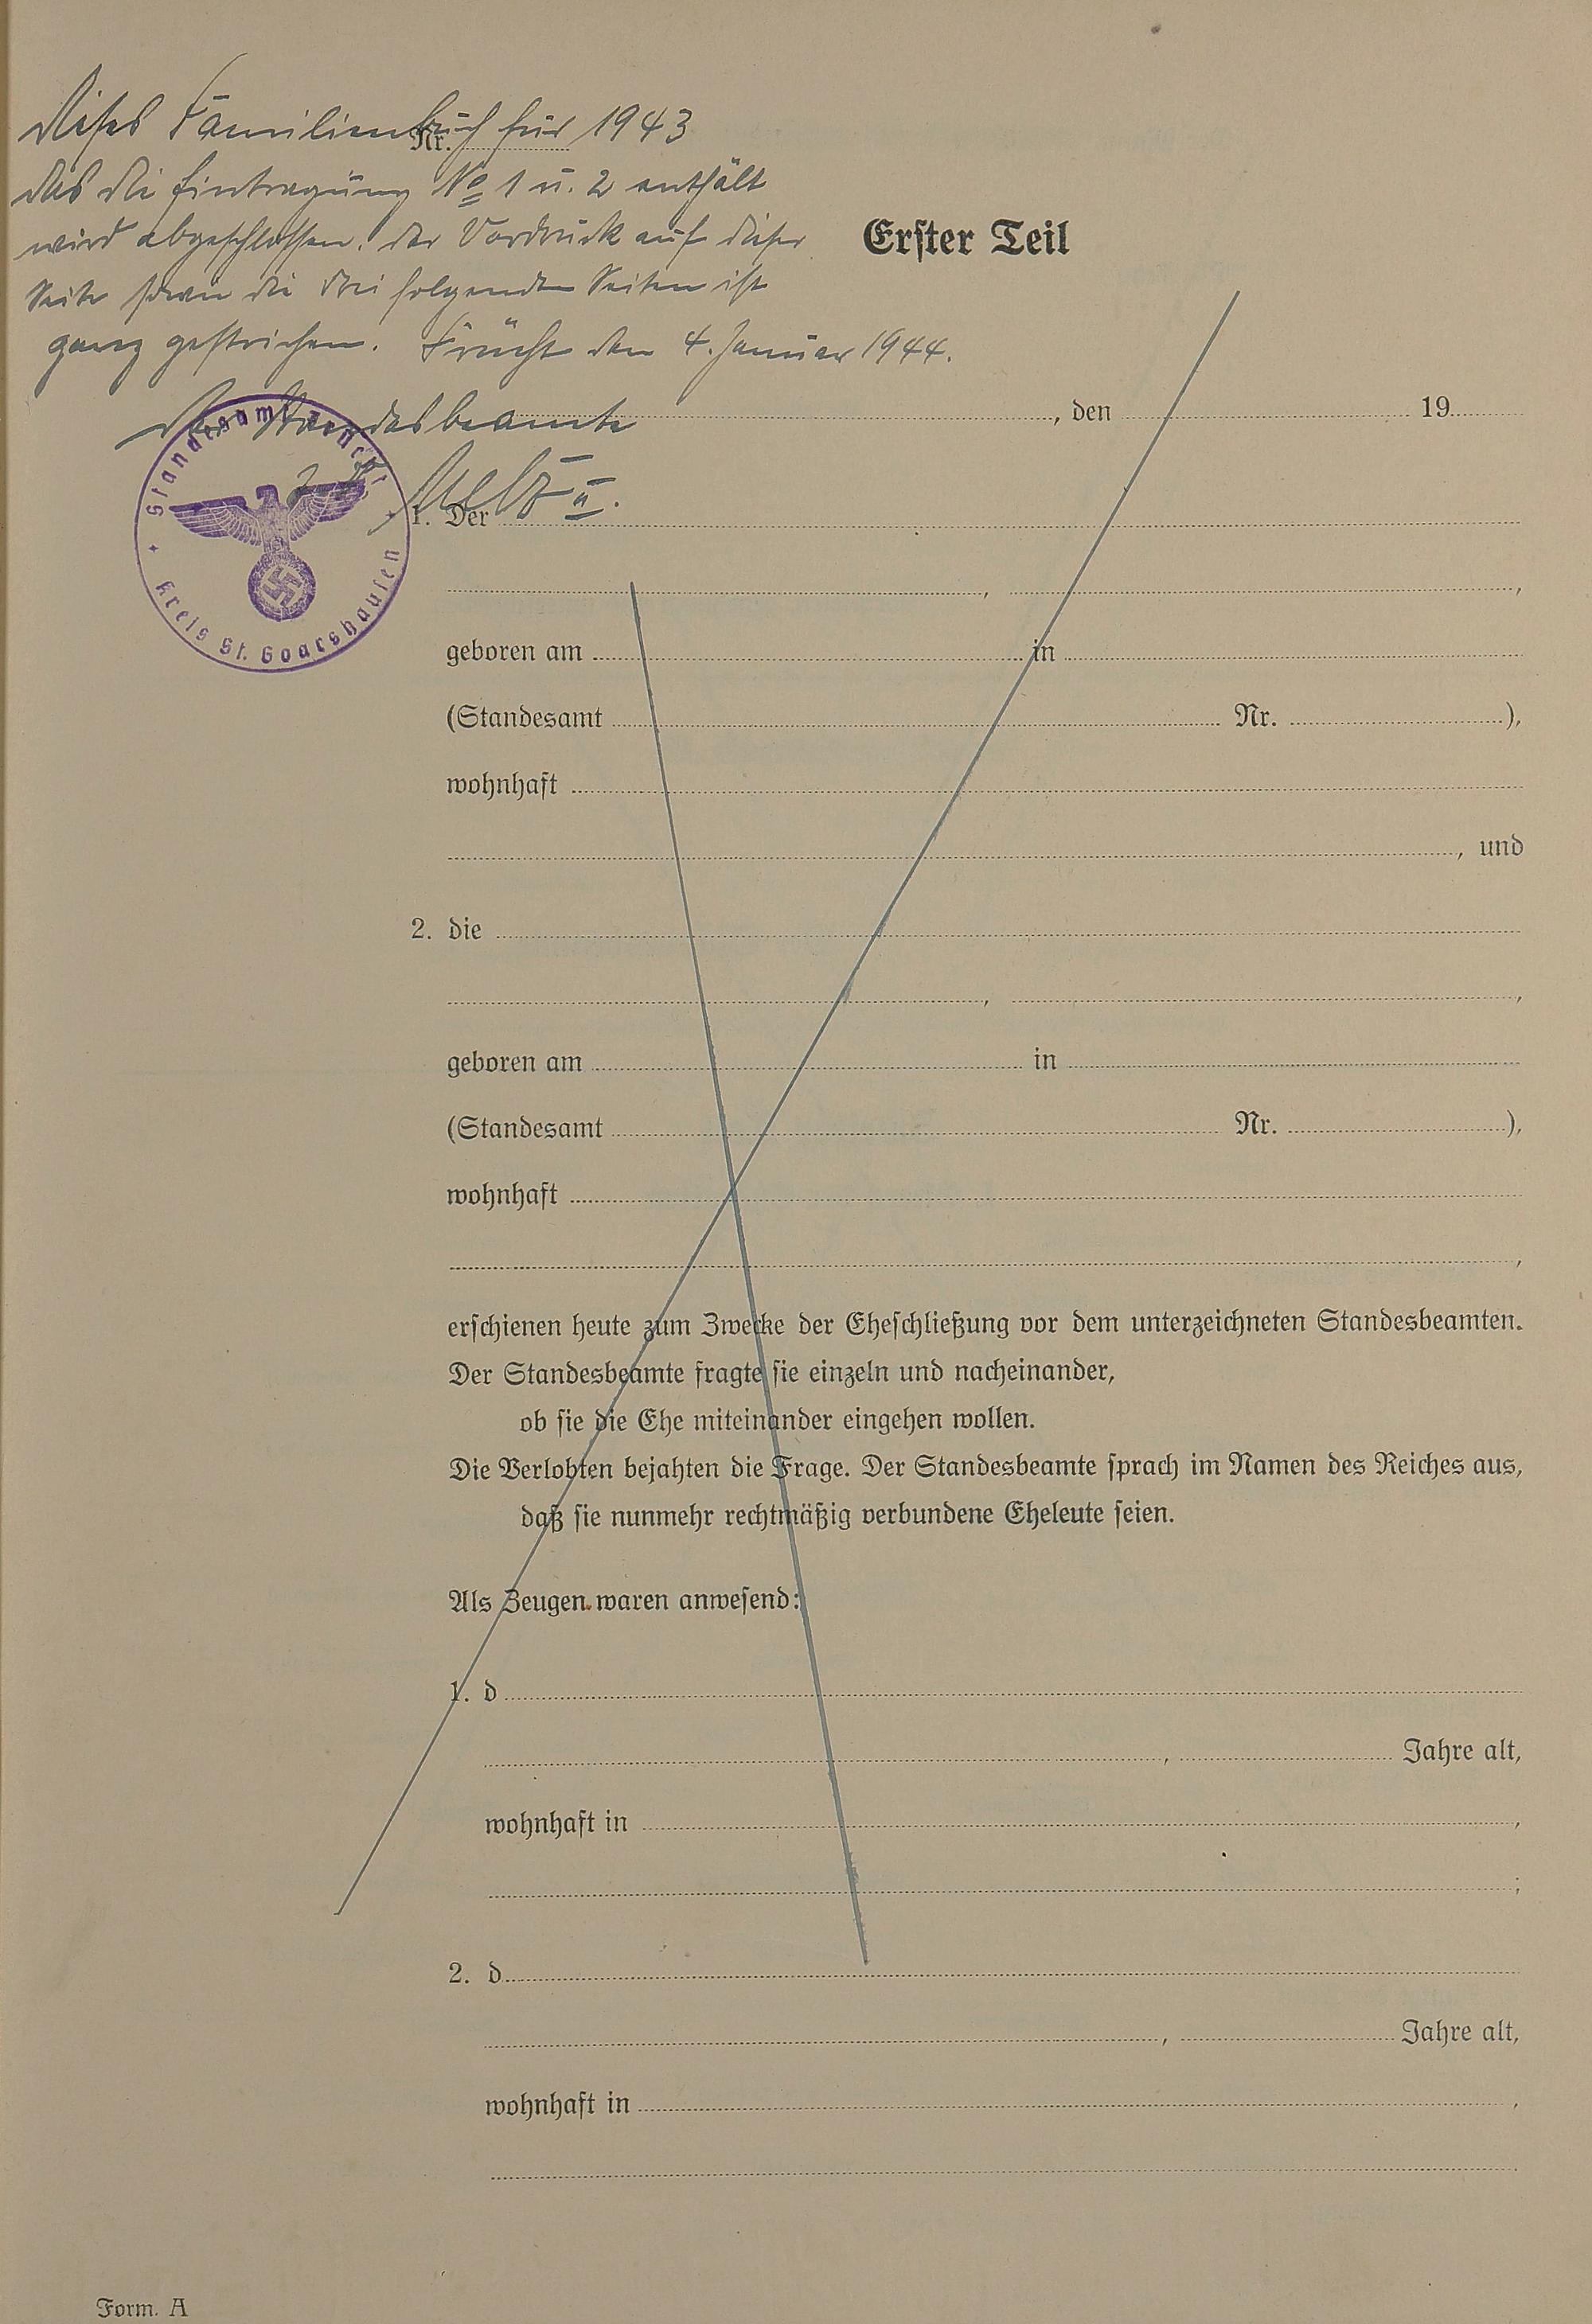 Dieses Familienbuch für 1943
das die Eintragung No 1 u. 2 enthält
wird abgeschlossen. Der Vordruck auf dieser
Seite sowie die drei folgenden Seiten ist
ganz gestrichen. Frücht den 4. Januar 1944.
Der Standesbeamte
Standesamt Frücht
Kreis St. Goarshausen
Nr.
Erster Teil
, den 19
1. Der
, ,
geboren am in
(Standesamt Nr. ),
wohnhaft
, und
2. die
, ,
geboren am in
(Standesamt Nr. ),
wohnhaft
,
erschienen heute zum Zwecke der Eheschließung vor dem unterzeichneten Standesbeamten.
Der Standesbeamte fragte sie einzeln und nacheinander,
ob sie die Ehe miteinander eingehen wollen.
Die Verlobten bejahten die Frage. Der Standesbeamte sprach im Namen des Reiches aus,
daß sie nunmehr rechtmäßig verbundene Eheleute seien.
Als Zeugen waren anwesend:
1. d
, Jahre alt,
wohnhaft in ,
;
2. d
, Jahre alt,
wohnhaft in ,
Form. A